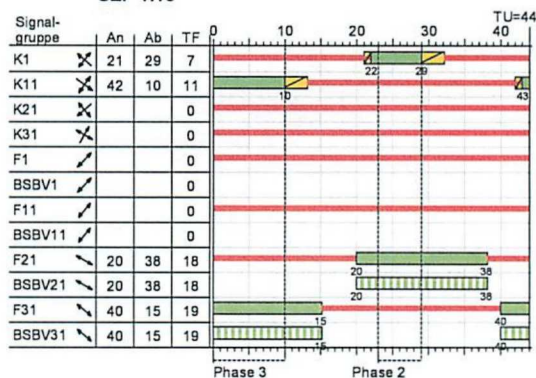 Signal-
gruppe An Ab TF 0 10 20 30 TU=44
K1 21 29 7 22 29
K11 42 10 11 10 43
K21 0
K31 0
F1 0
BSBV1 0
F11 0
BSBV11 0
F21 20 38 18 20 38
BSBV21 20 38 18 20 38
F31 40 15 19 15 40
BSBV31 40 15 19 15 40
Phase 3 Phase 2